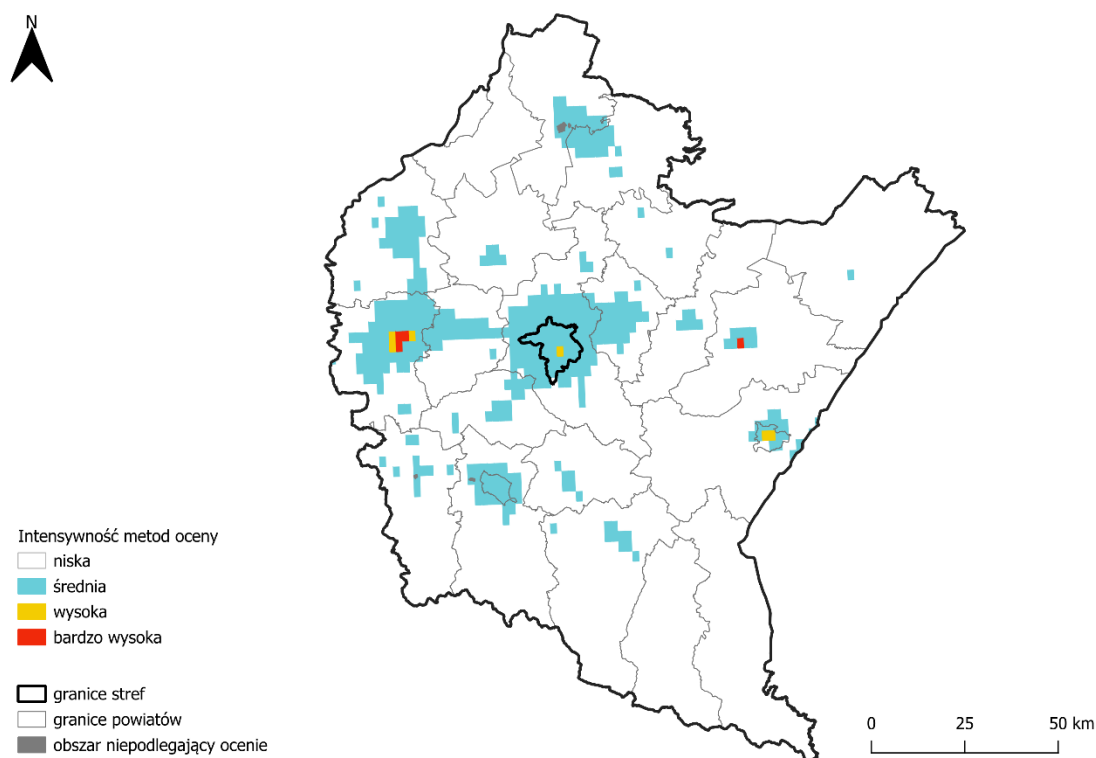 N
Intensywność metod oceny
niska
średnia
wysoka
bardzo wysoka
granice stref
granice powiatów
obszar niepodlegający ocenie
0 25 50 km